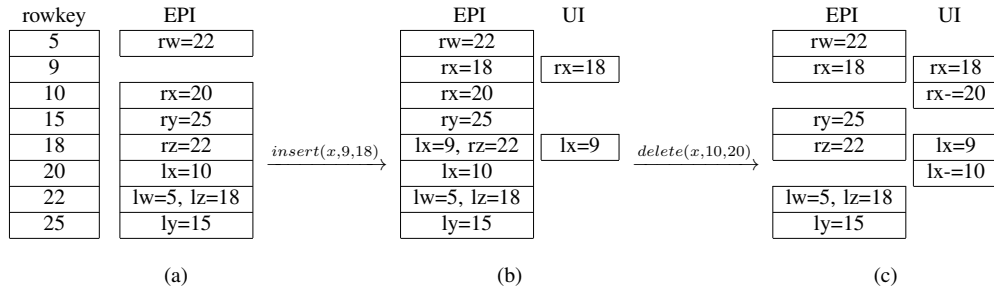 rowkey EPI EPI UI EPI UI
5 rw=22 rw=22 rw=22
9 rx=18 rx=18 rx=18 rx=18
10 rx=20 rx=20 rx-=20
15 ry=25 ry=25 ry=25
18 rz=22 insert(x,9,18) lx=9, rz=22 lx=9 delete(x,10,20) rz=22 lx=9
20 lx=10 lx=10 lx-=10
22 lw=5, lz=18 lw=5, lz=18 lw=5, lz=18
25 ly=15 ly=15 ly=15
(a) (b) (c)